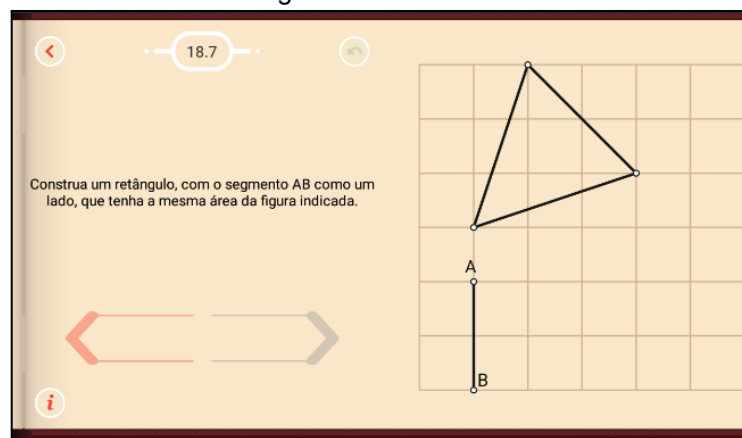 18.7
Construa um retângulo, com o segmento AB como um
lado, que tenha a mesma área da figura indicada.
A
B
i